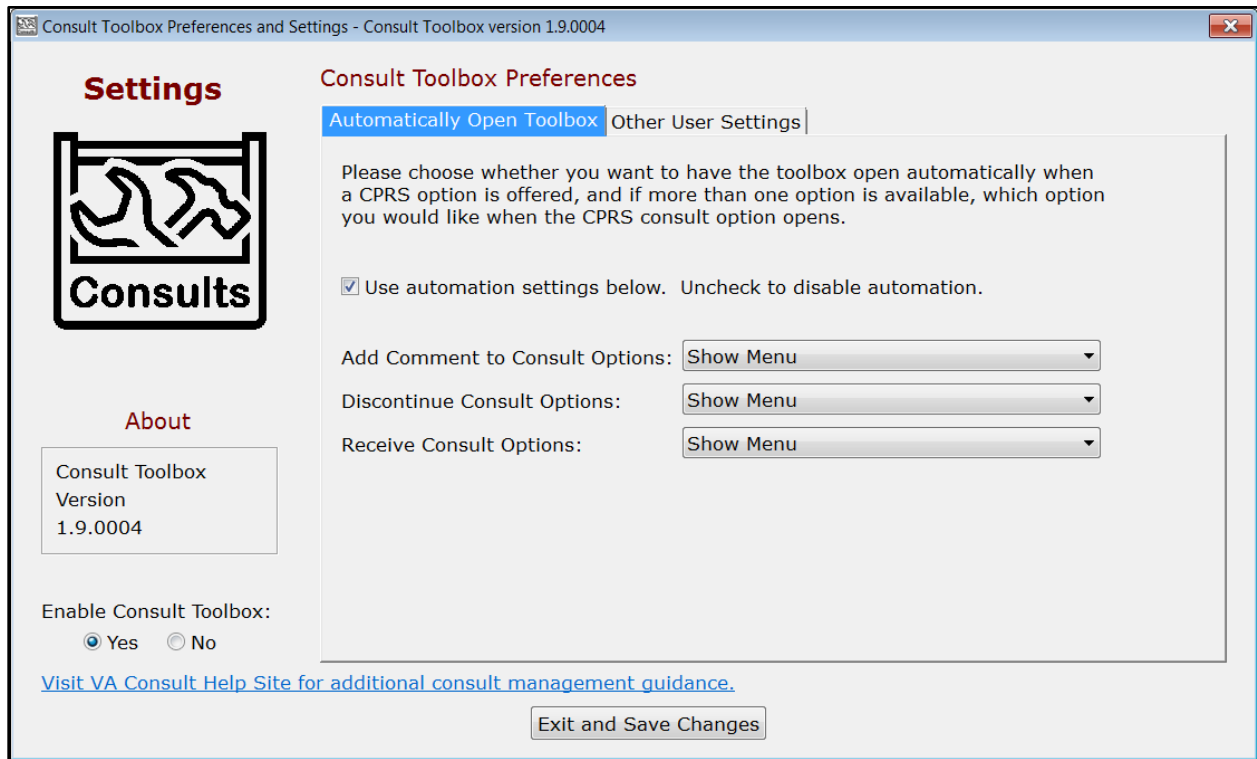 Consult Toolbox Preferences and Settings - Consult Toolbox version 1.9.0004
Settings
Consults
About
Consult Toolbox
Version
1.9.0004
Enable Consult Toolbox:
Yes No
Consult Toolbox Preferences
Automatically Open Toolbox Other User Settings
Please choose whether you want to have the toolbox open automatically when
a CPRS option is offered, and if more than one option is available, which option
you would like when the CPRS consult option opens.
Use automation settings below. Uncheck to disable automation.
Add Comment to Consult Options: Show Menu
Discontinue Consult Options: Show Menu
Receive Consult Options: Show Menu
Visit VA Consult Help Site for additional consult management guidance.
Exit and Save Changes